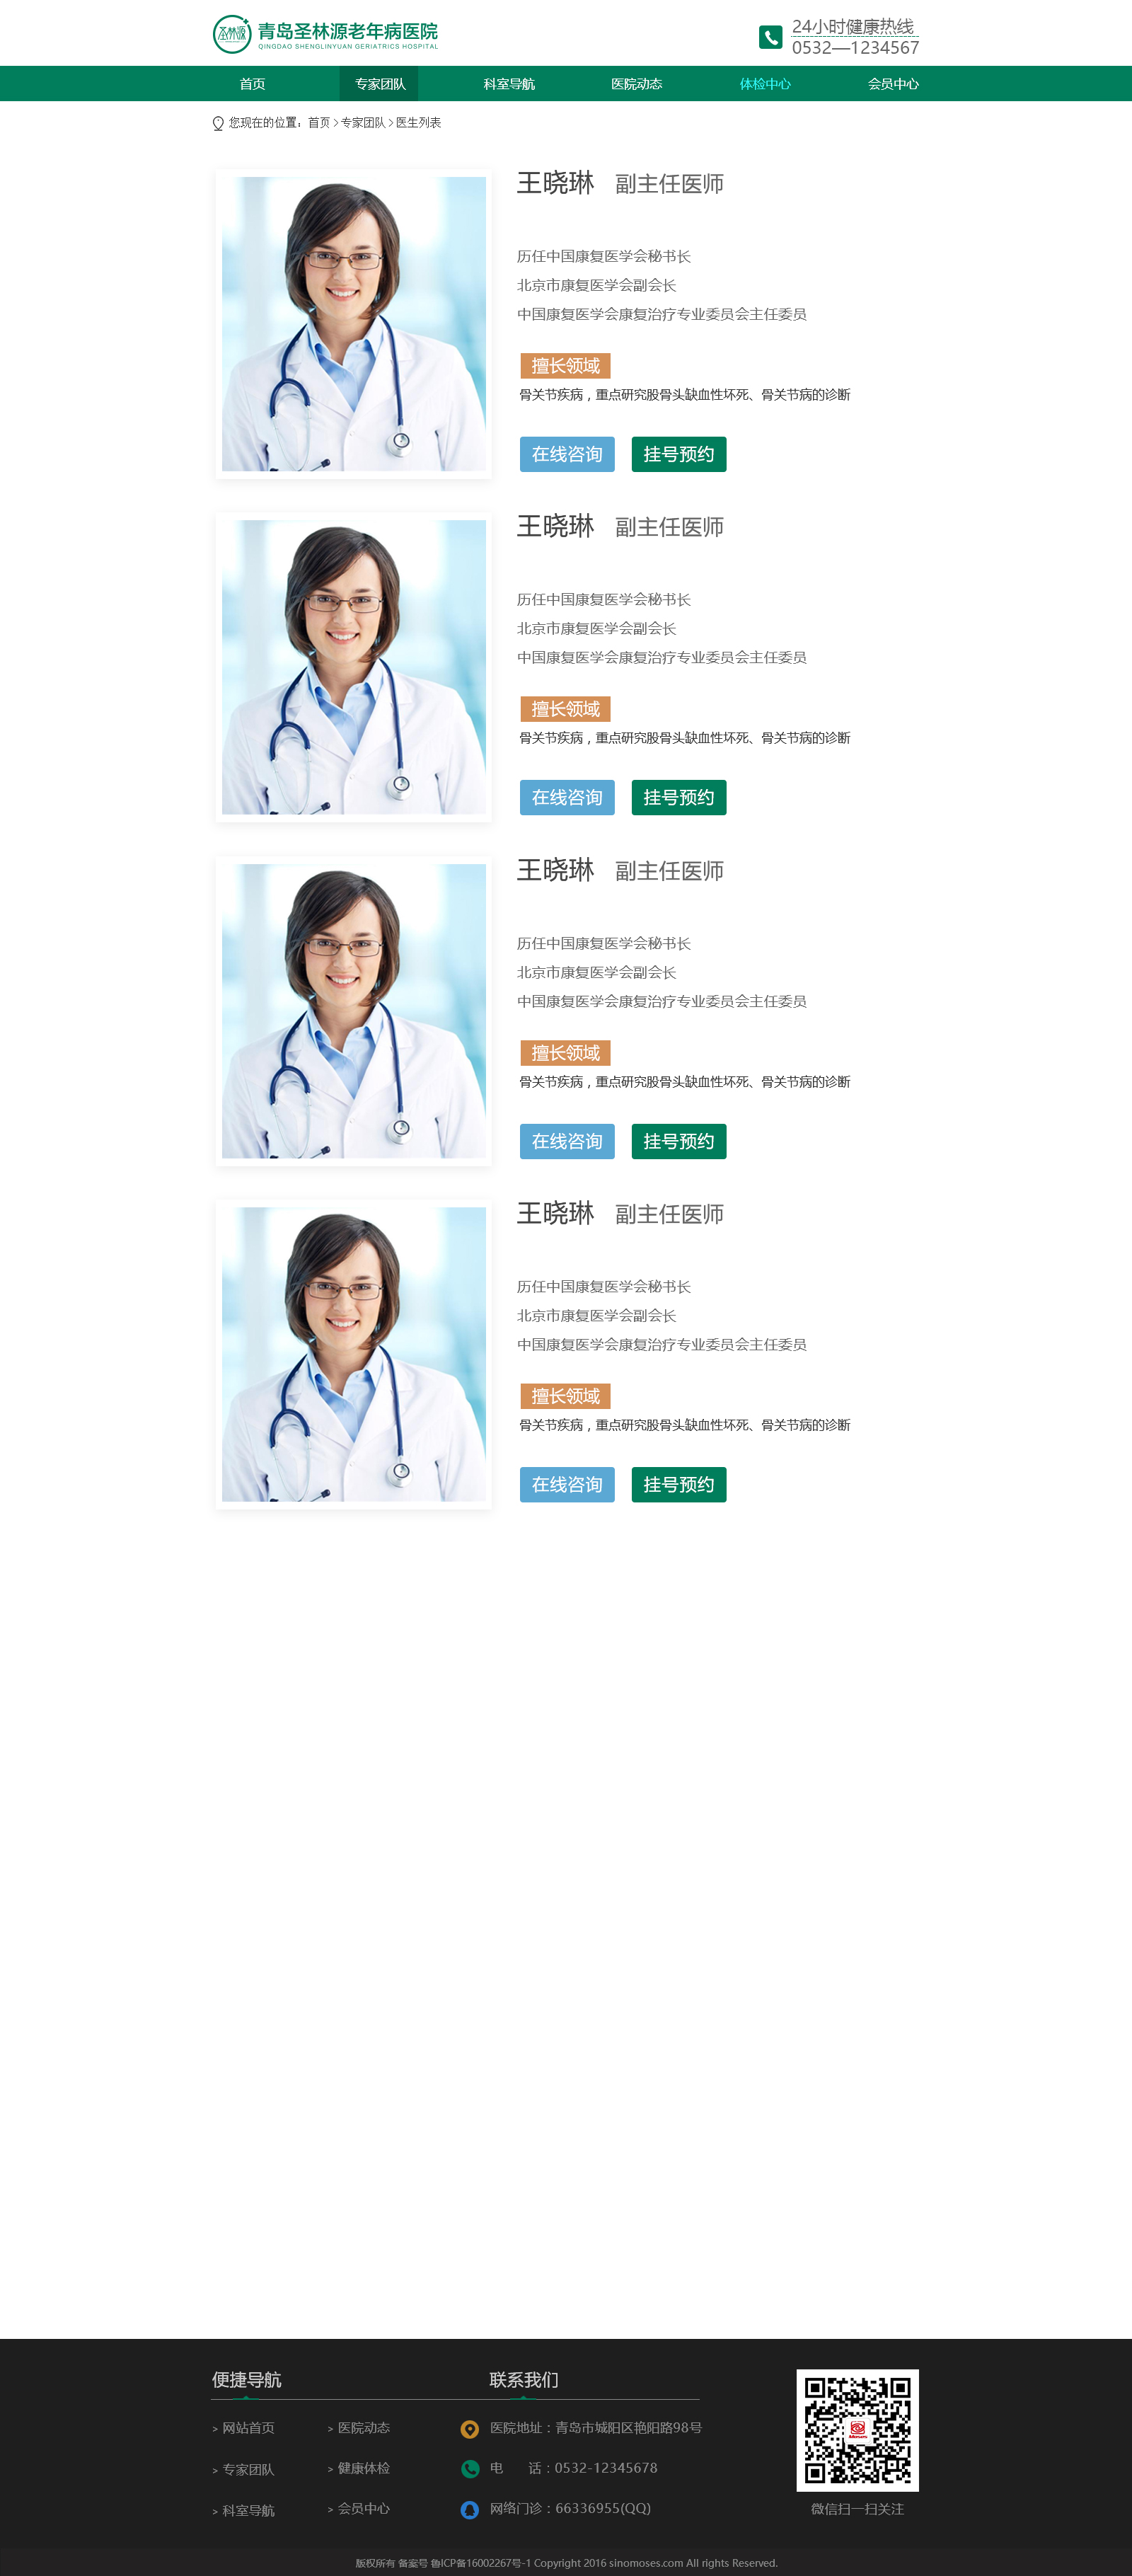 圣林源
青岛圣林源老年病医院
QINGDAO SHENGLINYUAN GERIATRICS HOSPITAL
24小时健康热线
0532—1234567
首页 专家团队 科室导航 医院动态 体检中心 会员中心
您现在的位置：首页>专家团队>医生列表
王晓琳 副主任医师
历任中国康复医学会秘书长
北京市康复医学会副会长
中国康复医学会康复治疗专业委员会主任委员
擅长领域
骨关节疾病，重点研究股骨头缺血性坏死、骨关节病的诊断
在线咨询 挂号预约
王晓琳 副主任医师
历任中国康复医学会秘书长
北京市康复医学会副会长
中国康复医学会康复治疗专业委员会主任委员
擅长领域
骨关节疾病，重点研究股骨头缺血性坏死、骨关节病的诊断
在线咨询 挂号预约
王晓琳 副主任医师
历任中国康复医学会秘书长
北京市康复医学会副会长
中国康复医学会康复治疗专业委员会主任委员
擅长领域
骨关节疾病，重点研究股骨头缺血性坏死、骨关节病的诊断
在线咨询 挂号预约
王晓琳 副主任医师
历任中国康复医学会秘书长
北京市康复医学会副会长
中国康复医学会康复治疗专业委员会主任委员
擅长领域
骨关节疾病，重点研究股骨头缺血性坏死、骨关节病的诊断
在线咨询 挂号预约
便捷导航 联系我们
> 网站首页 > 医院动态 医院地址：青岛市城阳区艳阳路98号
> 专家团队 > 健康体检 电 话：0532-12345678
> 科室导航 > 会员中心 网络门诊：66336955(QQ)
Moses
微信扫一扫关注
版权所有 备案号 鲁ICP备16002267号-1 Copyright 2016 sinomoses.com All rights Reserved.